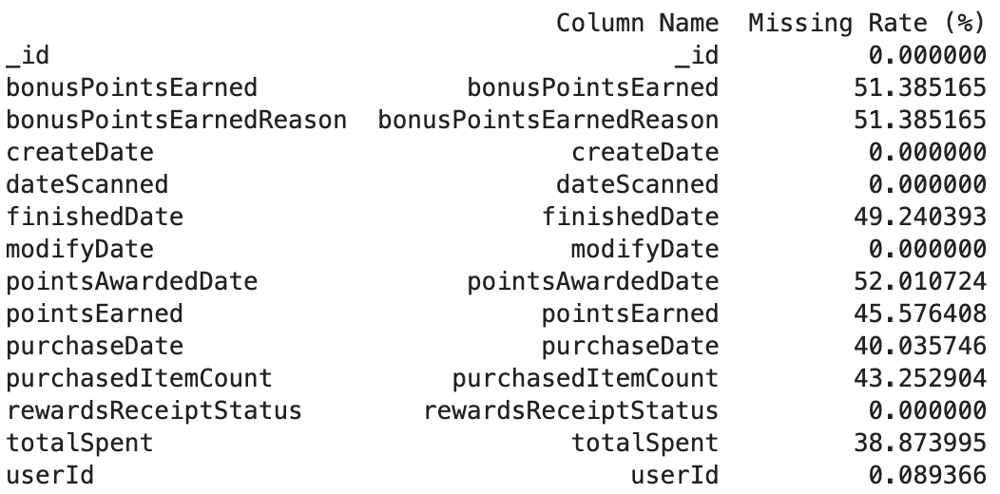 Column Name Missing Rate (%)
_id _id 0.000000
bonusPointsEarned bonusPointsEarned 51.385165
bonusPointsEarnedReason bonusPointsEarnedReason 51.385165
createDate createDate 0.000000
dateScanned dateScanned 0.000000
finishedDate finishedDate 49.240393
modifyDate modifyDate 0.000000
pointsAwardedDate pointsAwardedDate 52.010724
pointsEarned pointsEarned 45.576408
purchaseDate purchaseDate 40.035746
purchasedItemCount purchasedItemCount 43.252904
rewardsReceiptStatus rewardsReceiptStatus 0.000000
totalSpent totalSpent 38.873995
userId userId 0.089366